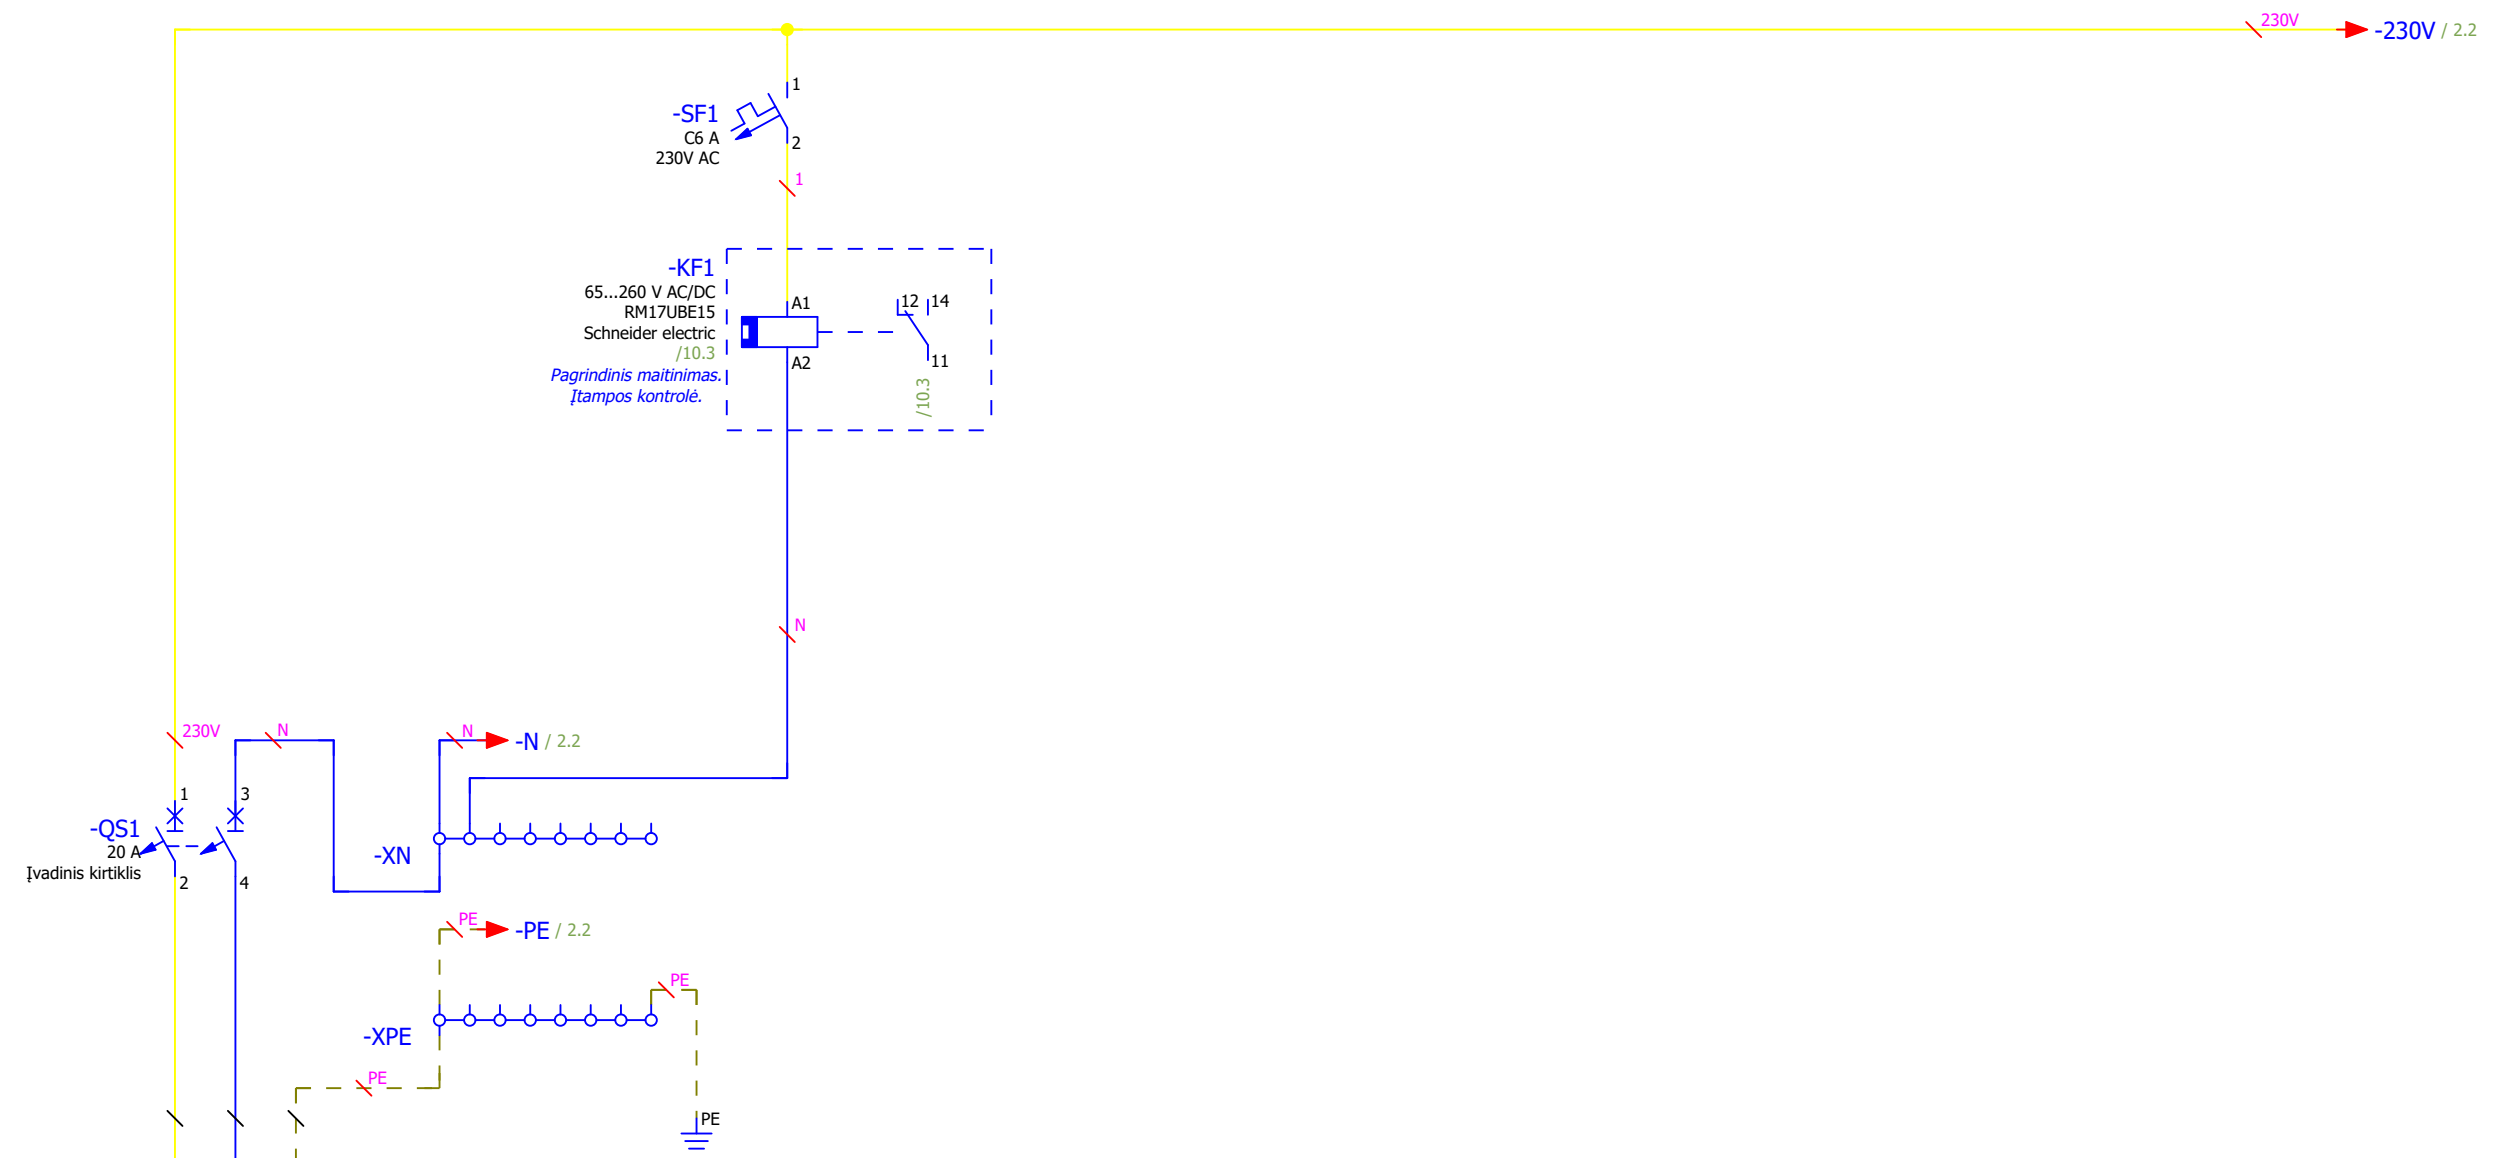 230V
-230V / 2.2
1
-SF1
C6 A
2
230V AC
1
-KF1
65...260 V AC/DC
A1
12
14
RM17UBE15
Schneider electric
/10.3
A2
11
Pagrindinis maitinimas.
Įtampos kontrolė.
/10.3
N
230V
N
N
-N / 2.2
1
3
-QS1
20 A
-XN
Įvadinis kirtiklis
2
4
PE
-PE / 2.2
PE
-XPE
PE
PE